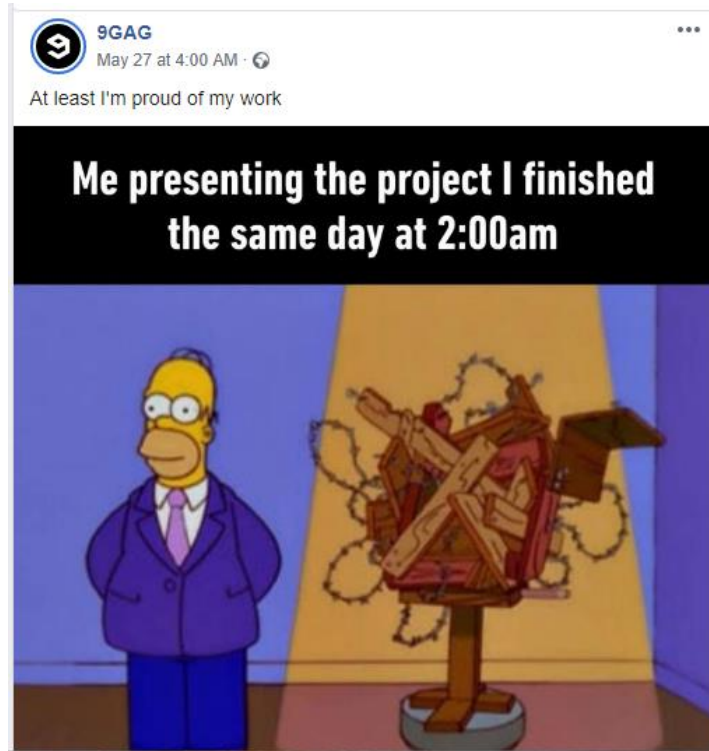 9GAG
May 27 at 4:00 AM ·
At least I'm proud of my work
Me presenting the project I finished
the same day at 2:00am